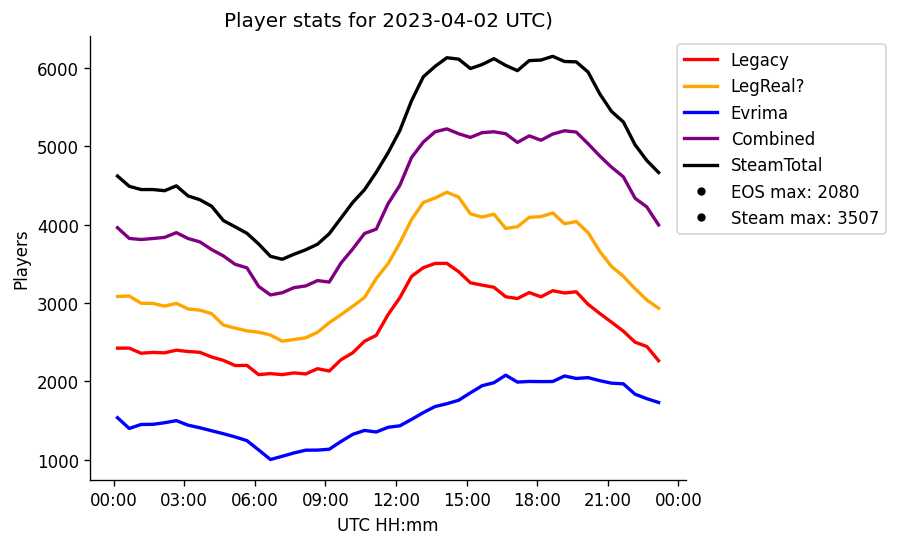 Player stats for 2023-04-02 UTC)
Legacy
LegReal?
Evrima
Combined
SteamTotal
EOS max: 2080
Steam max: 3507
Players
6000
5000
4000
3000
2000
1000
00:00 03:00 06:00 09:00 12:00 15:00 18:00 21:00 00:00
UTC HH:mm